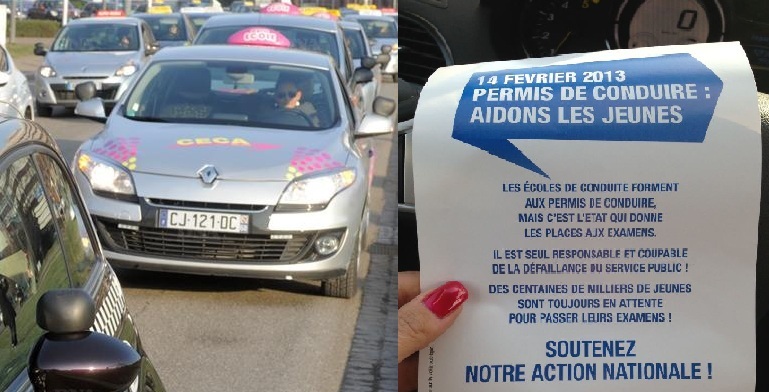 ECOLE
CECA
CJ-121-DC
14 FEVRIER 2013
PERMIS DE CONDUIRE :
AIDONS LES JEUNES
LES ÉCOLES DE CONDUITE FORMENT
AUX PERMIS DE CONDUIRE,
MAIS C'EST L'ETAT QUI DONNE
LES PLACES AUX EXAMENS.
IL EST SEUL RESPONSABLE ET COUPABLE
DE LA DÉFAILLANCE DU SERVICE PUBLIC !
DES CENTAINES DE NILLIERS DE JEUNES
SONT TOUJOURS EN ATTENTE
POUR PASSER LEURS EXAMENS !
SOUTENEZ
NOTRE ACTION NATIONALE !
0